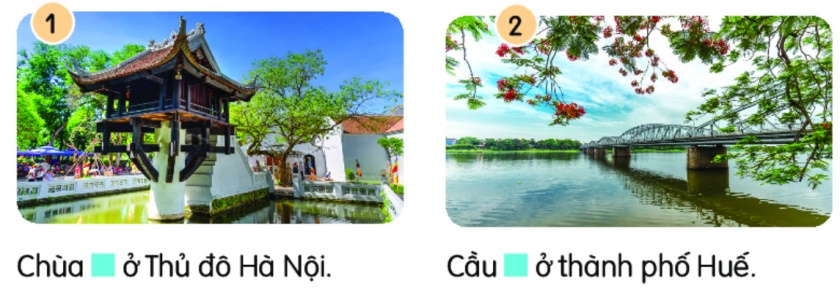 1
2
Chùa ở Thủ đô Hà Nội.
Cầu ở thành phố Huế.